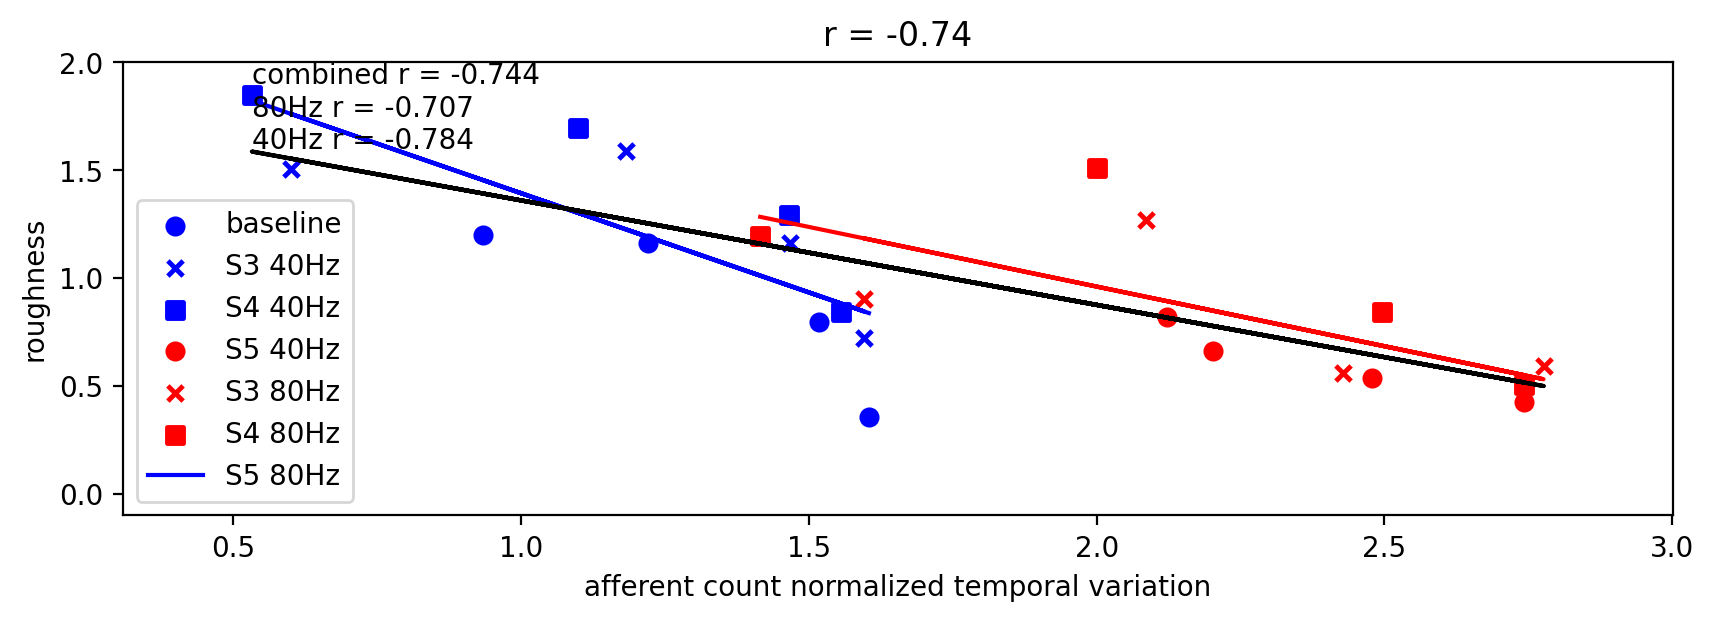 r = -0.74
combined r = -0.744
80Hz r = -0.707
40Hz r = -0.784
2.0
1.5
1.0
0.5
0.0
roughness
baseline
S3 40Hz
S4 40Hz
S5 40Hz
S3 80Hz
S4 80Hz
S5 80Hz
0.5 1.0 1.5 2.0 2.5 3.0
afferent count normalized temporal variation